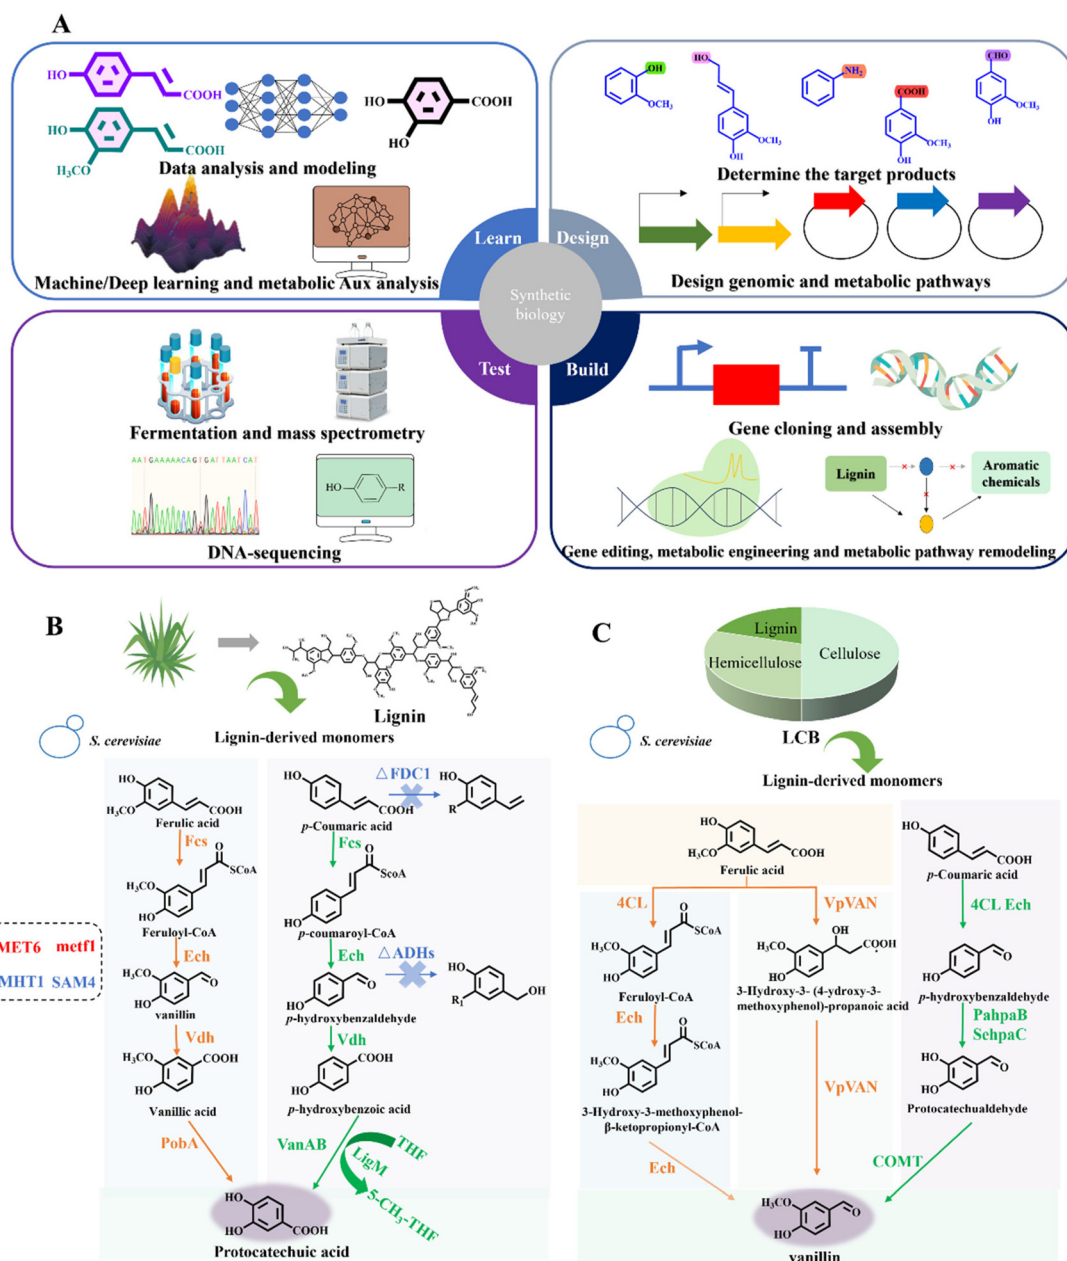 A
HO
COOH
HO
H₃CO
COOH
HO
HO
COOH
Data analysis and modeling
Machine/Deep learning and metabolic Aux analysis
OH
OCH₃
HO
OCH₃
OH
NH₂
COOH
OCH₃
OH
CHO
OCH₃
OH
Determine the target products
Design genomic and metabolic pathways
Learn
Design
Synthetic
biology
Test
Build
Fermentation and mass spectrometry
AATGAAAAACAGTGATTAATCAT
HO
R
DNA-sequencing
Gene cloning and assembly
Lignin
Aromatic
chemicals
Gene editing, metabolic engineering and metabolic pathway remodeling
B
Lignin
Lignin-derived monomers
S. cerevisiae
HO
H₃CO
COOH
Ferulic acid
Fcs
O
SCoA
H₃CO
HO
Feruloyl-CoA
Ech
H₃CO
O
HO
vanillin
Vdh
H₃CO
COOH
HO
Vanillic acid
PobA
MET6 metf1
MHT1 SAM4
HO
COOH
p-Coumaric acid
△FDC1
HO
R
Fcs
O
ScoA
HO
p-coumaroyl-CoA
Ech
△ADHs
HO
O
p-hydroxybenzaldehyde
HO
R₁
OH
Vdh
COOH
HO
p-hydroxybenzoic acid
VanAB
LigM
THF
5-CH₃-THF
HO
HO
COOH
Protocatechuic acid
C
Lignin
Hemicellulose
Cellulose
LCB
S. cerevisiae
Lignin-derived monomers
HO
H₃CO
COOH
Ferulic acid
4CL
O
SCoA
H₃CO
HO
Feruloyl-CoA
Ech
O
SCoA
H₃CO
HO
3-Hydroxy-3-methoxyphenol-
β-ketopropionyl-CoA
Ech
VpVAN
OH
H₃CO
COOH
HO
3-Hydroxy-3- (4-ydroxy-3-
methoxyphenol)-propanoic acid
VpVAN
HO
COOH
p-Coumaric acid
4CL Ech
O
HO
p-hydroxybenzaldehyde
PahpaB
SehpaC
HO
O
HO
Protocatechualdehyde
COMT
H₃CO
O
HO
vanillin